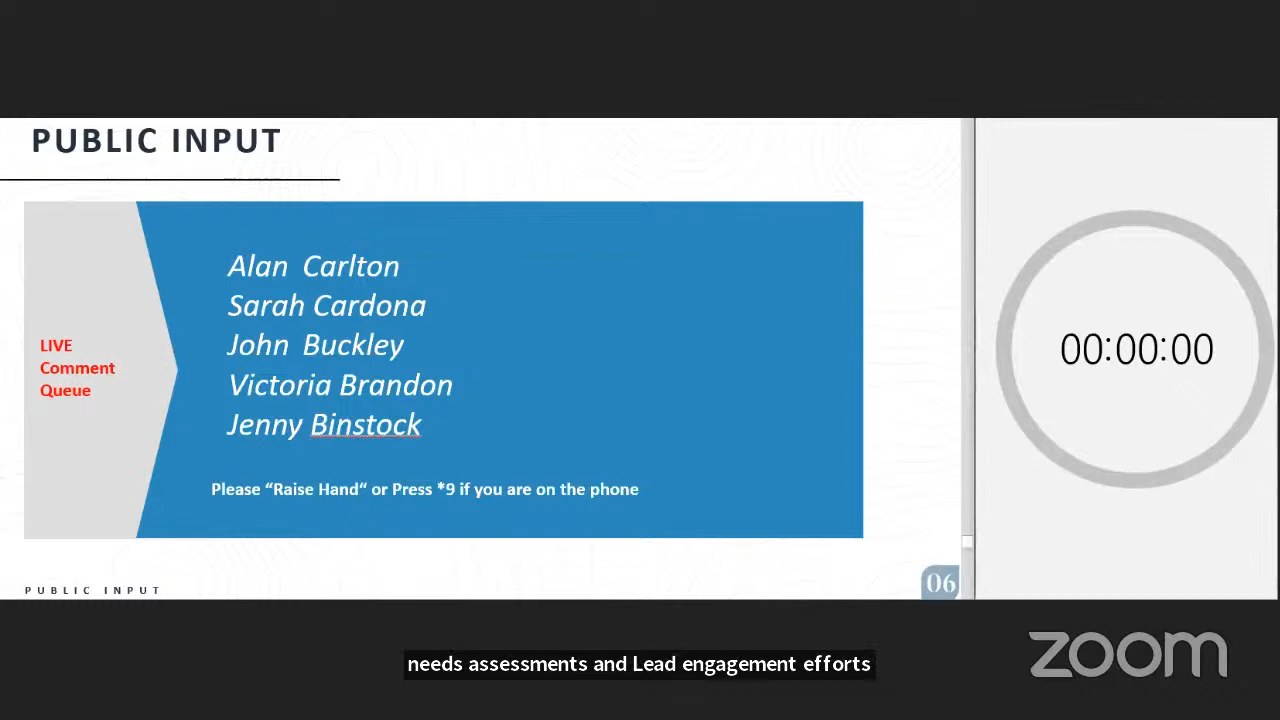 PUBLIC INPUT
LIVE
Comment
Queue
Alan Carlton
Sarah Cardona
John Buckley
Victoria Brandon
Jenny Binstock
Please “Raise Hand“ or Press *9 if you are on the phone
00:00:00
PUBLIC INPUT
06
needs assessments and Lead engagement efforts
zoom